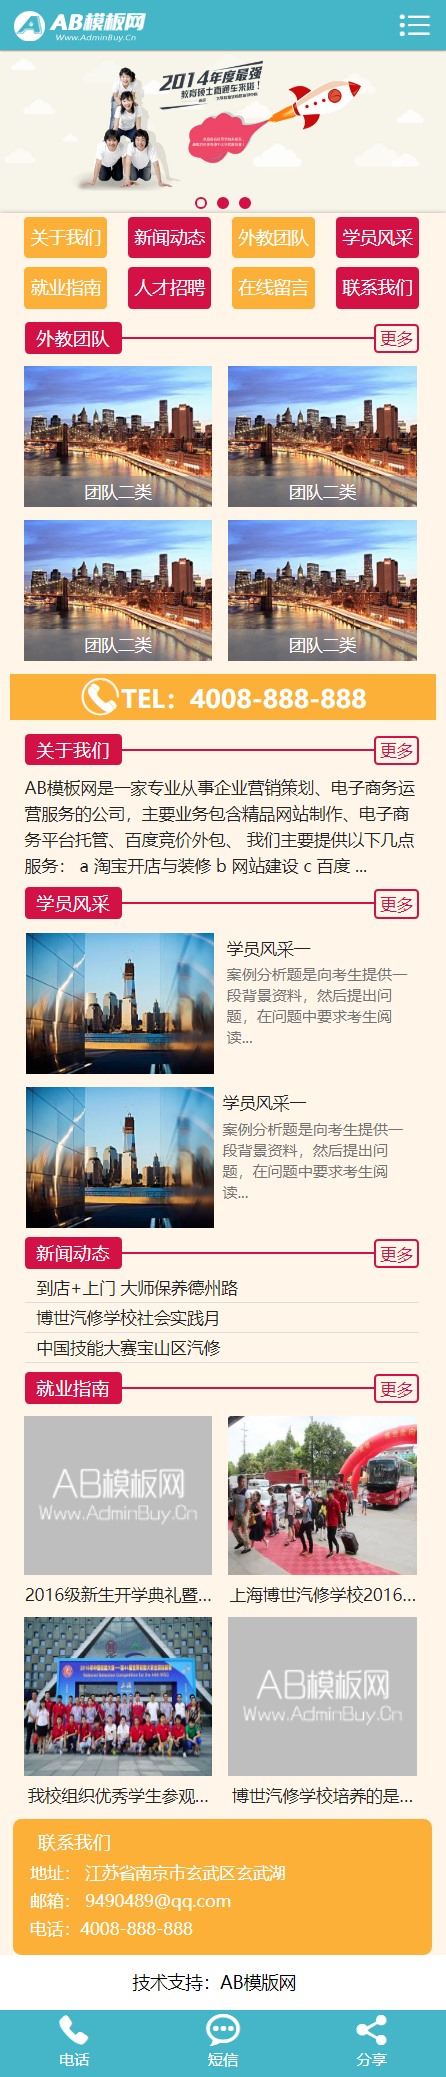 AB模板网
Www.AdminBuy.Cn
2014年度最强
教育硕士直通车来啦！
关于我们 新闻动态 外教团队 学员风采
就业指南 人才招聘 在线留言 联系我们
外教团队 更多
团队二类 团队二类
团队二类 团队二类
TEL：4008-888-888
关于我们 更多
AB模板网是一家专业从事企业营销策划、电子商务运
营服务的公司，主要业务包含精品网站制作、电子商
务平台托管、百度竞价外包、 我们主要提供以下几点
服务： a 淘宝开店与装修 b 网站建设 c 百度 ...
学员风采 更多
学员风采一
案例分析题是向考生提供一
段背景资料，然后提出问
题，在问题中要求考生阅
读...
学员风采一
案例分析题是向考生提供一
段背景资料，然后提出问
题，在问题中要求考生阅
读...
新闻动态 更多
到店+上门 大师保养德州路
博世汽修学校社会实践月
中国技能大赛宝山区汽修
就业指南 更多
AB模板网
Www.AdminBuy.Cn
2016级新生开学典礼暨... 上海博世汽修学校2016...
AB模板网
Www.AdminBuy.Cn
我校组织优秀学生参观... 博世汽修学校培养的是...
联系我们
地址： 江苏省南京市玄武区玄武湖
邮箱： 9490489@qq.com
电话：4008-888-888
技术支持：AB模版网
电话 短信 分享